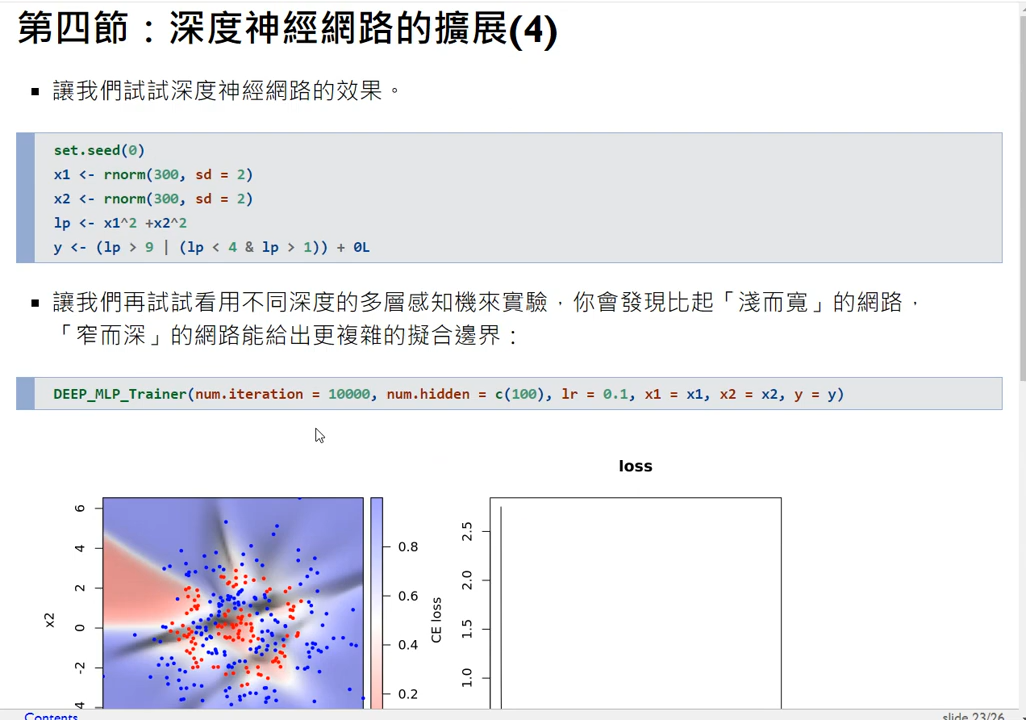 第四節：深度神經網路的擴展(4)
讓我們試試深度神經網路的效果。
set.seed(0)
x1 <- rnorm(300, sd = 2)
x2 <- rnorm(300, sd = 2)
lp <- x1^2 +x2^2
y <- (lp > 9 | (lp < 4 & lp > 1)) + 0L
讓我們再試試看用不同深度的多層感知機來實驗，你會發現比起「淺而寬」的網路，
「窄而深」的網路能給出更複雜的擬合邊界：
DEEP_MLP_Trainer(num.iteration = 10000, num.hidden = c(100), lr = 0.1, x1 = x1, x2 = x2, y = y)
loss
6
4
2
0
-2
4
x2
0.8
0.6
0.4
0.2
CE loss
2.5
2.0
1.5
1.0
Contents
slide 23/26